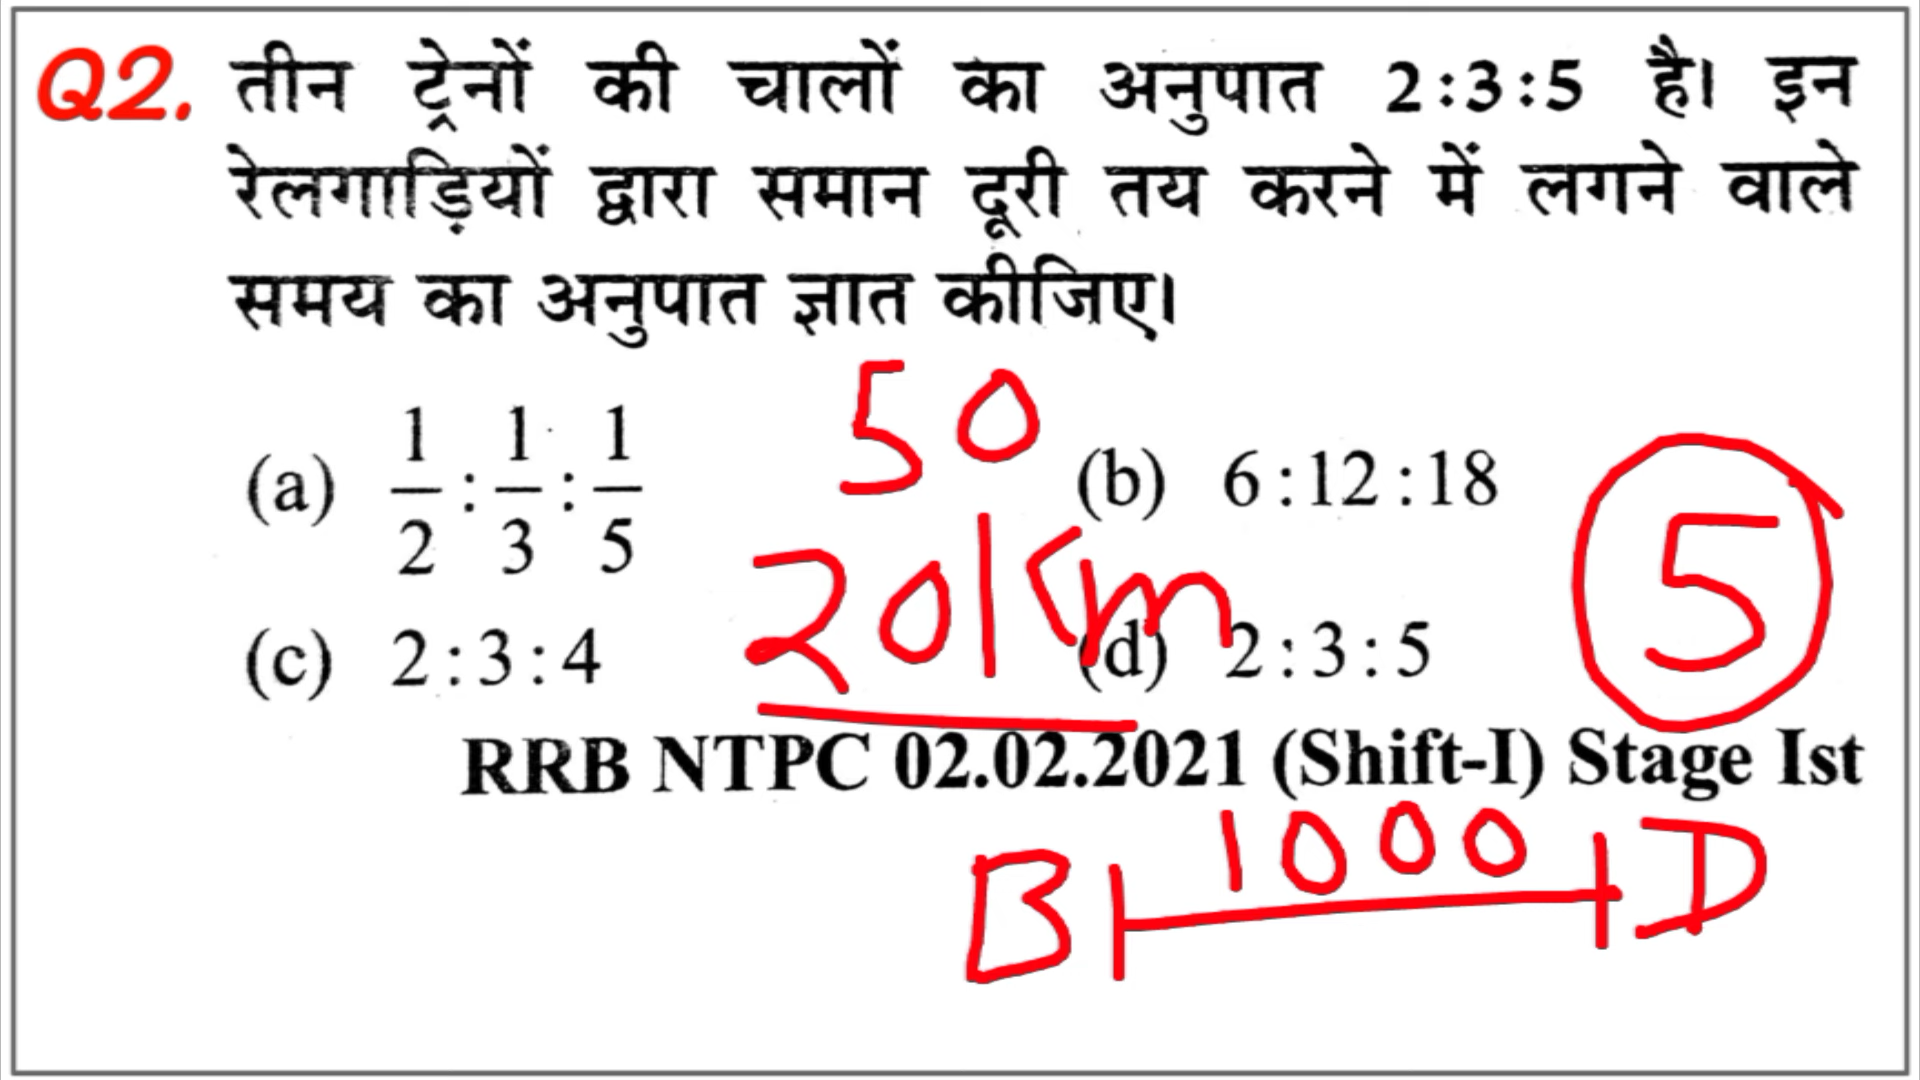 Q2. तीन ट्रेनों की चालों का अनुपात 2:3:5 है। इन
रेलगाड़ियों द्वारा समान दूरी तय करने में लगने वाले
समय का अनुपात ज्ञात कीजिए।
50
(a) 1/2 : 1/3 : 1/5 (b) 6:12:18
5
20 Km
(c) 2:3:4 (d) 2:3:5
RRB NTPC 02.02.2021 (Shift-I) Stage Ist
B 1000 D